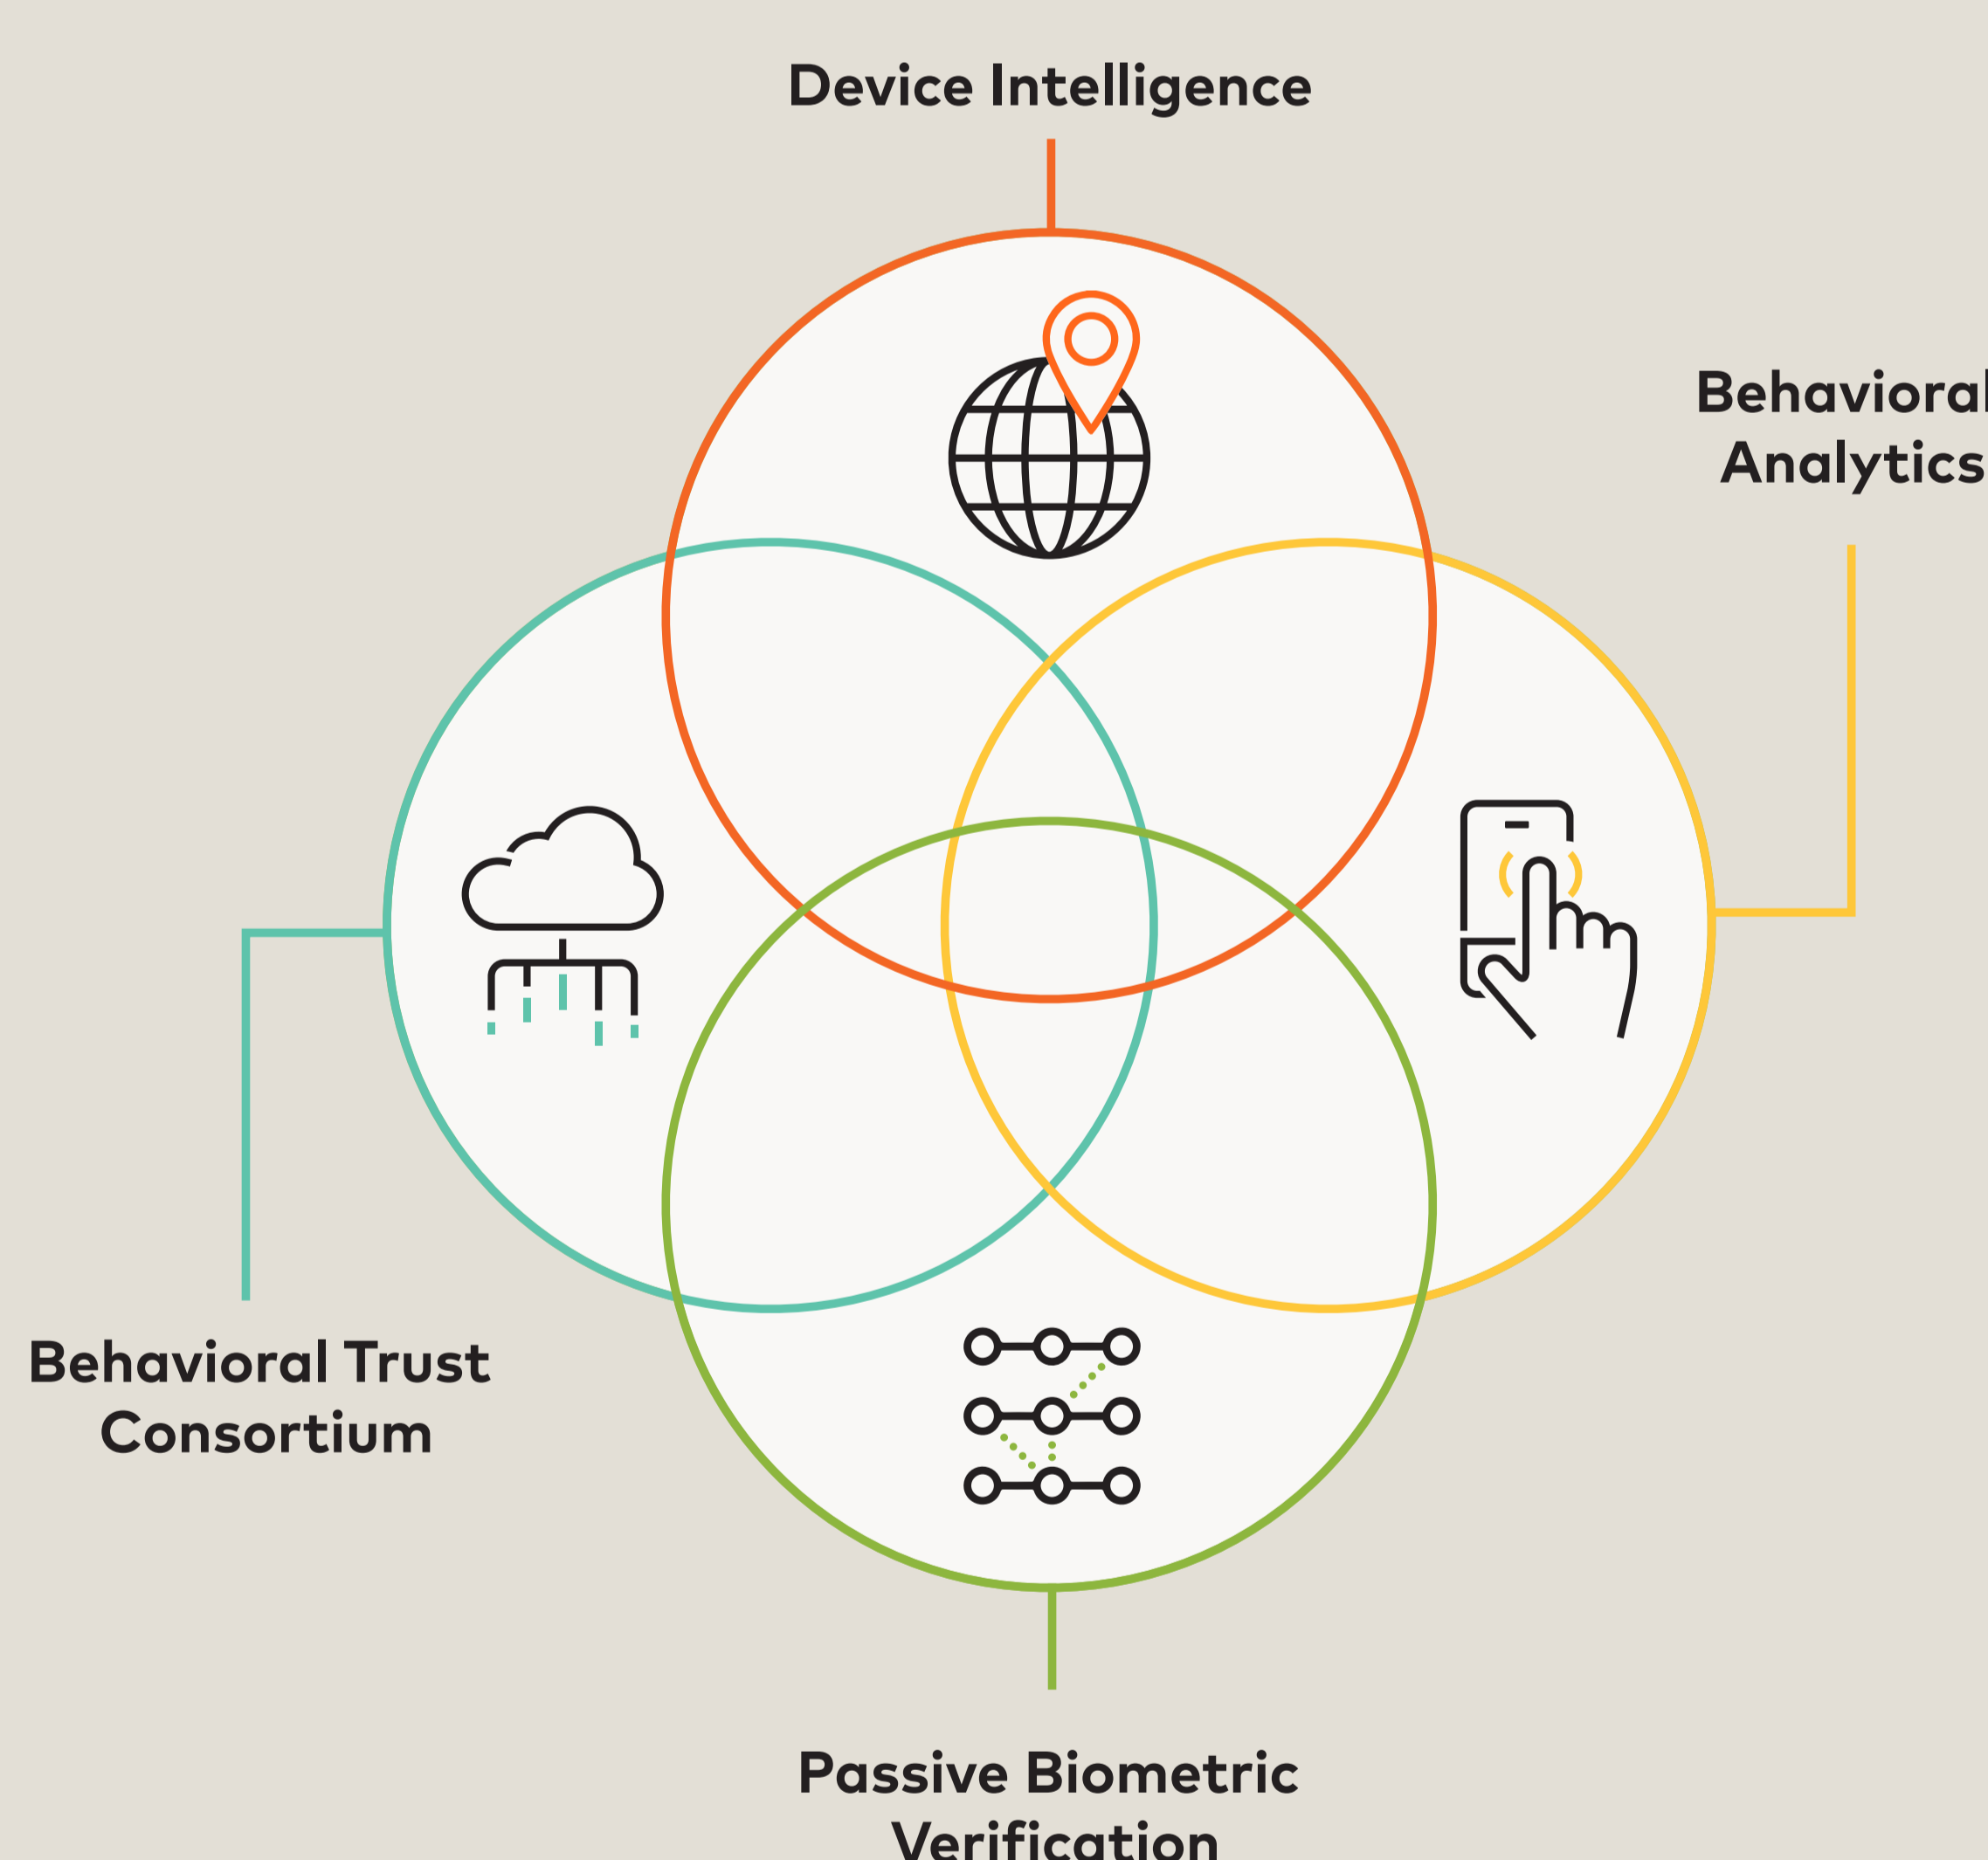 Device Intelligence
Behavioral
Analytics
Behavioral Trust
Consortium
Passive Biometric
Verification